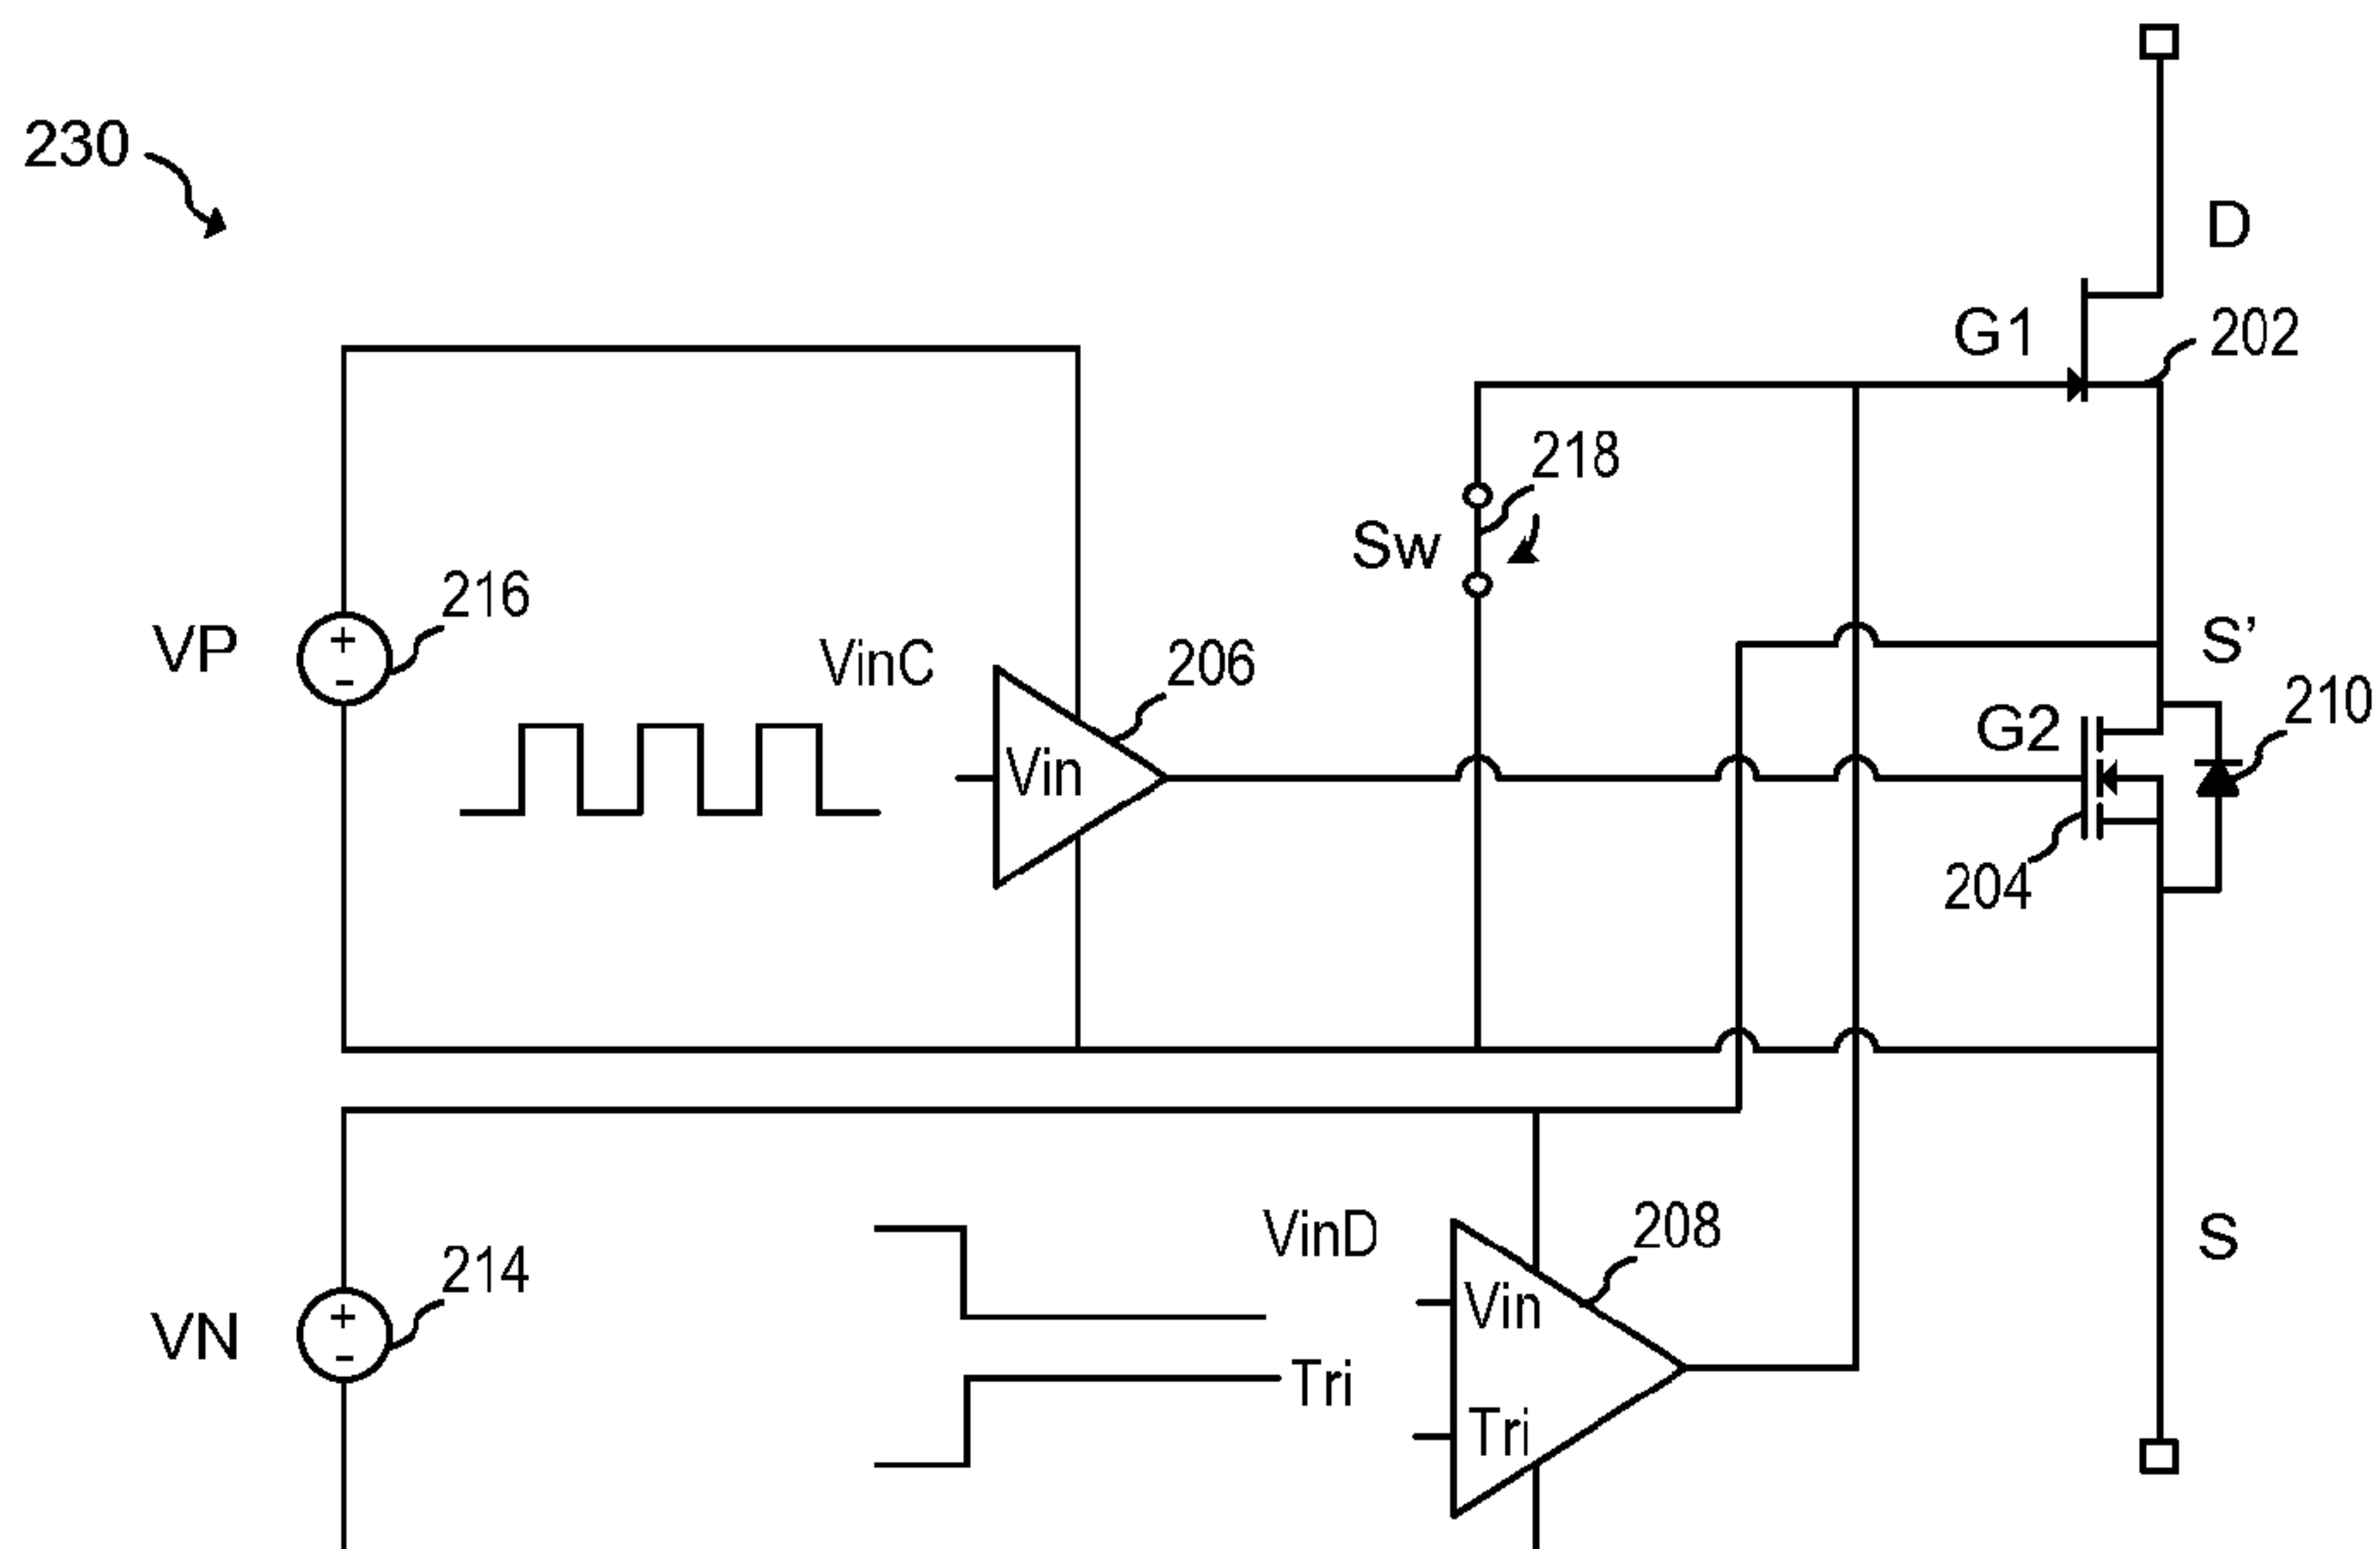 230
D
G1
202
218
Sw
216
VP
+
-
VinC
206
S'
210
G2
Vin
204
VinD
208
S
214
Vin
VN
+
-
Tri
Tri